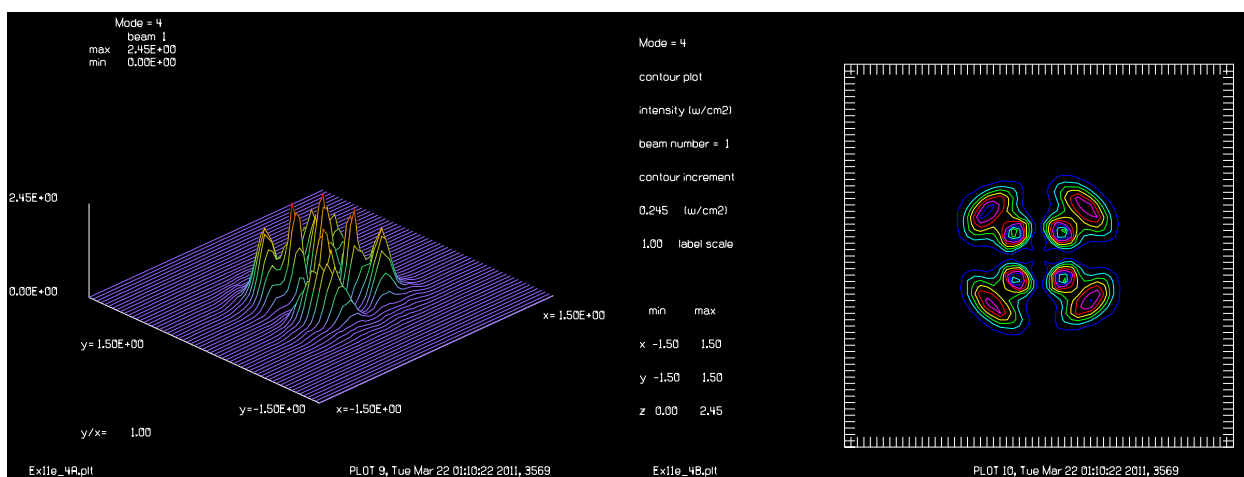 Mode = 4
beam 1
max 2.45E+00
min 0.00E+00
2.45E+00
0.00E+00
x= 1.50E+00
y= 1.50E+00
y=-1.50E+00 x=-1.50E+00
y/x= 1.00
Ex11e_4A.plt PLOT 9, Tue Mar 22 01:10:22 2011, 3569
Mode = 4
contour plot
intensity (w/cm2)
beam number = 1
contour increment
0.245 (w/cm2)
1.00 label scale
min max
x -1.50 1.50
y -1.50 1.50
z 0.00 2.45
Ex11e_4B.plt PLOT 10, Tue Mar 22 01:10:22 2011, 3569